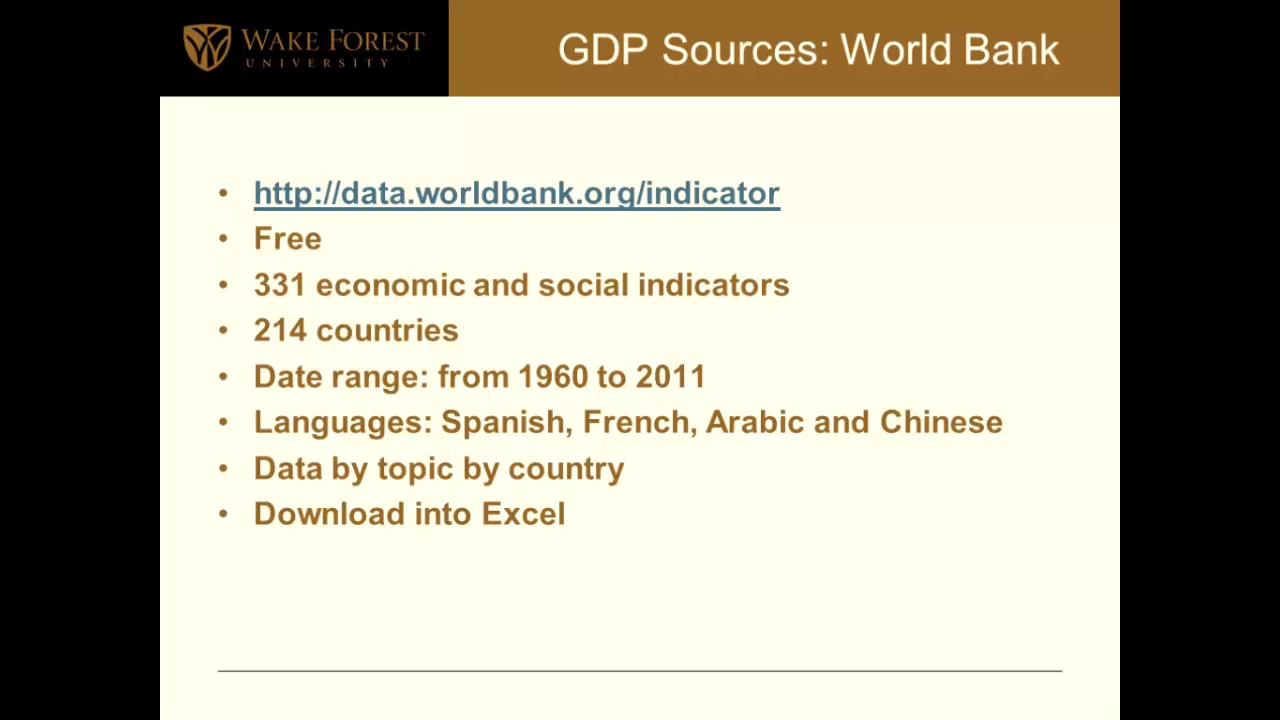 WAKE FOREST
UNIVERSITY
GDP Sources: World Bank
• http://data.worldbank.org/indicator
• Free
• 331 economic and social indicators
• 214 countries
• Date range: from 1960 to 2011
• Languages: Spanish, French, Arabic and Chinese
• Data by topic by country
• Download into Excel